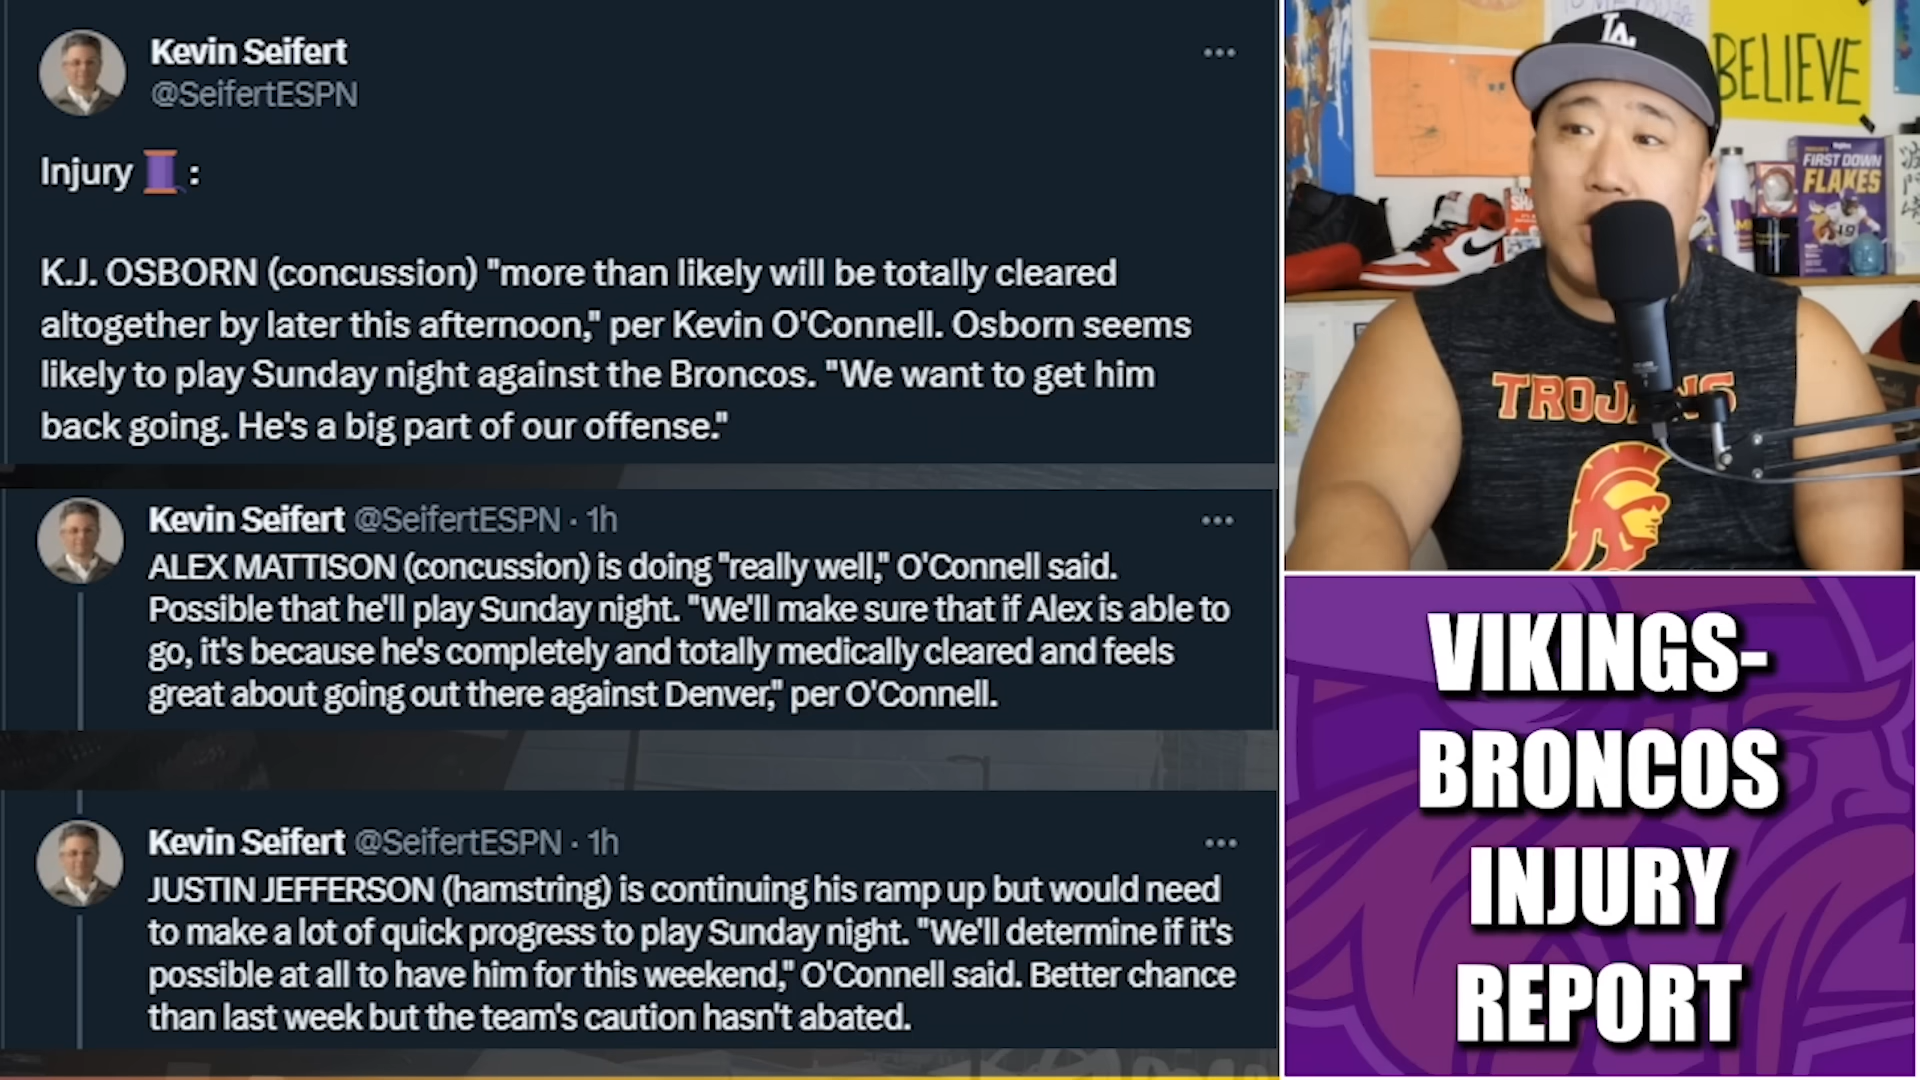 Kevin Seifert
@SeifertESPN
Injury 🧵:
K.J. OSBORN (concussion) "more than likely will be totally cleared
altogether by later this afternoon," per Kevin O'Connell. Osborn seems
likely to play Sunday night against the Broncos. "We want to get him
back going. He's a big part of our offense."
Kevin Seifert @SeifertESPN · 1h
ALEX MATTISON (concussion) is doing "really well," O'Connell said.
Possible that he'll play Sunday night. "We'll make sure that if Alex is able to
go, it's because he's completely and totally medically cleared and feels
great about going out there against Denver," per O'Connell.
Kevin Seifert @SeifertESPN · 1h
JUSTIN JEFFERSON (hamstring) is continuing his ramp up but would need
to make a lot of quick progress to play Sunday night. "We'll determine if it's
possible at all to have him for this weekend," O'Connell said. Better chance
than last week but the team's caution hasn't abated.
LA
BELIEVE
FIRST DOWN
FLAKES
19
VIKINGS-
BRONCOS
INJURY
REPORT